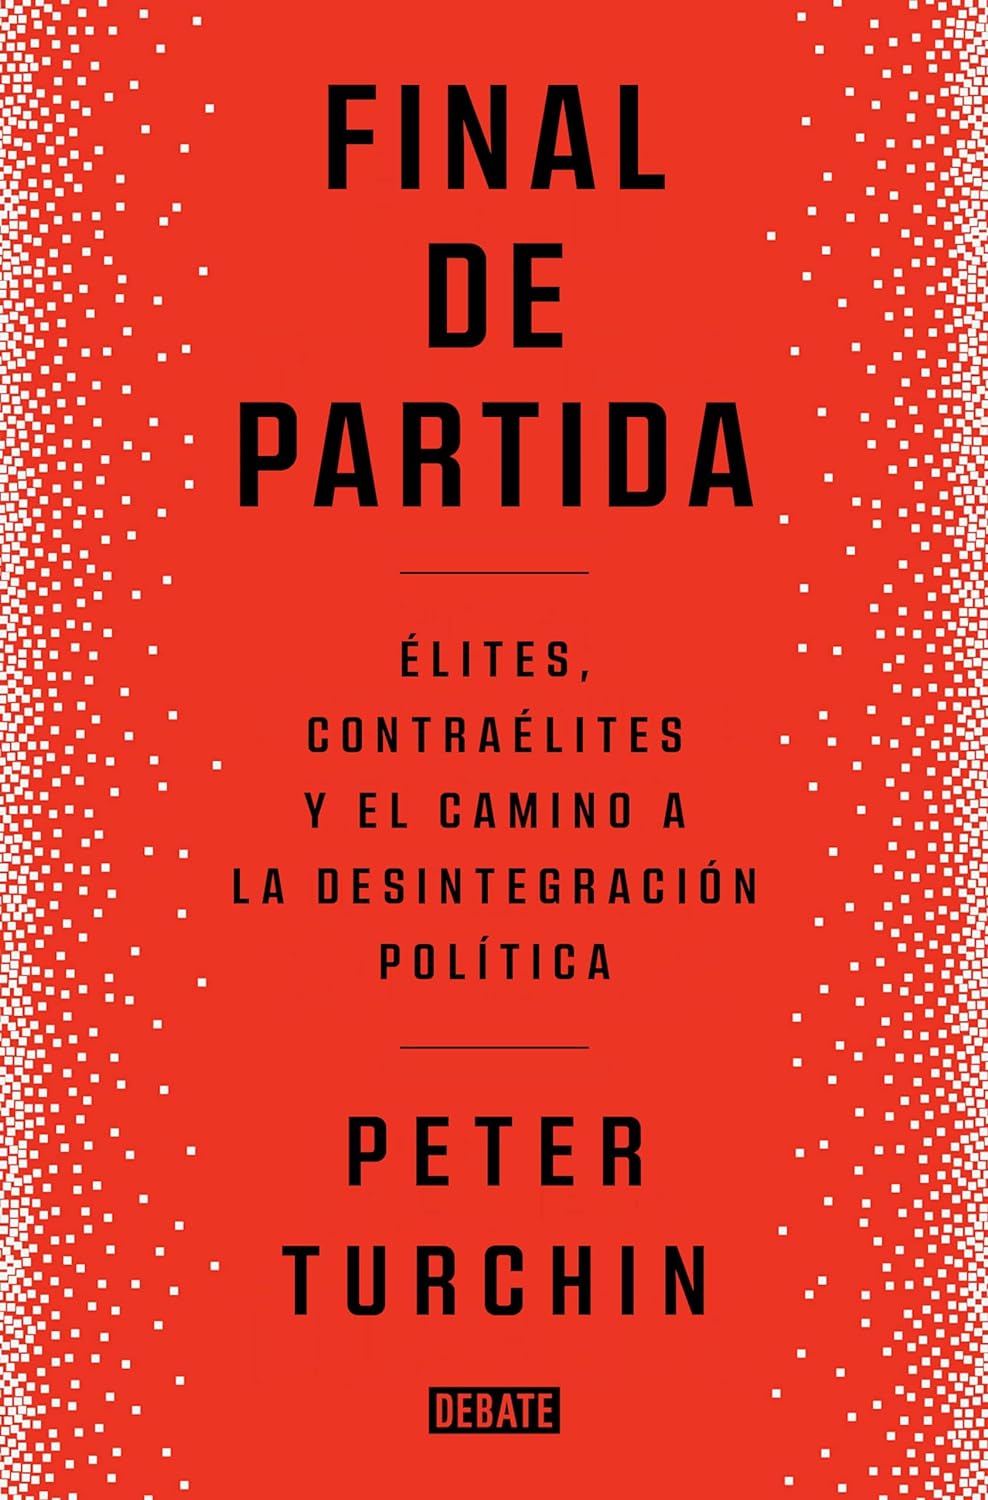 FINAL
DE
PARTIDA
ÉLITES,
CONTRAÉLITES
Y EL CAMINO A
LA DESINTEGRACIÓN
POLÍTICA
PETER
TURCHIN
DEBATE